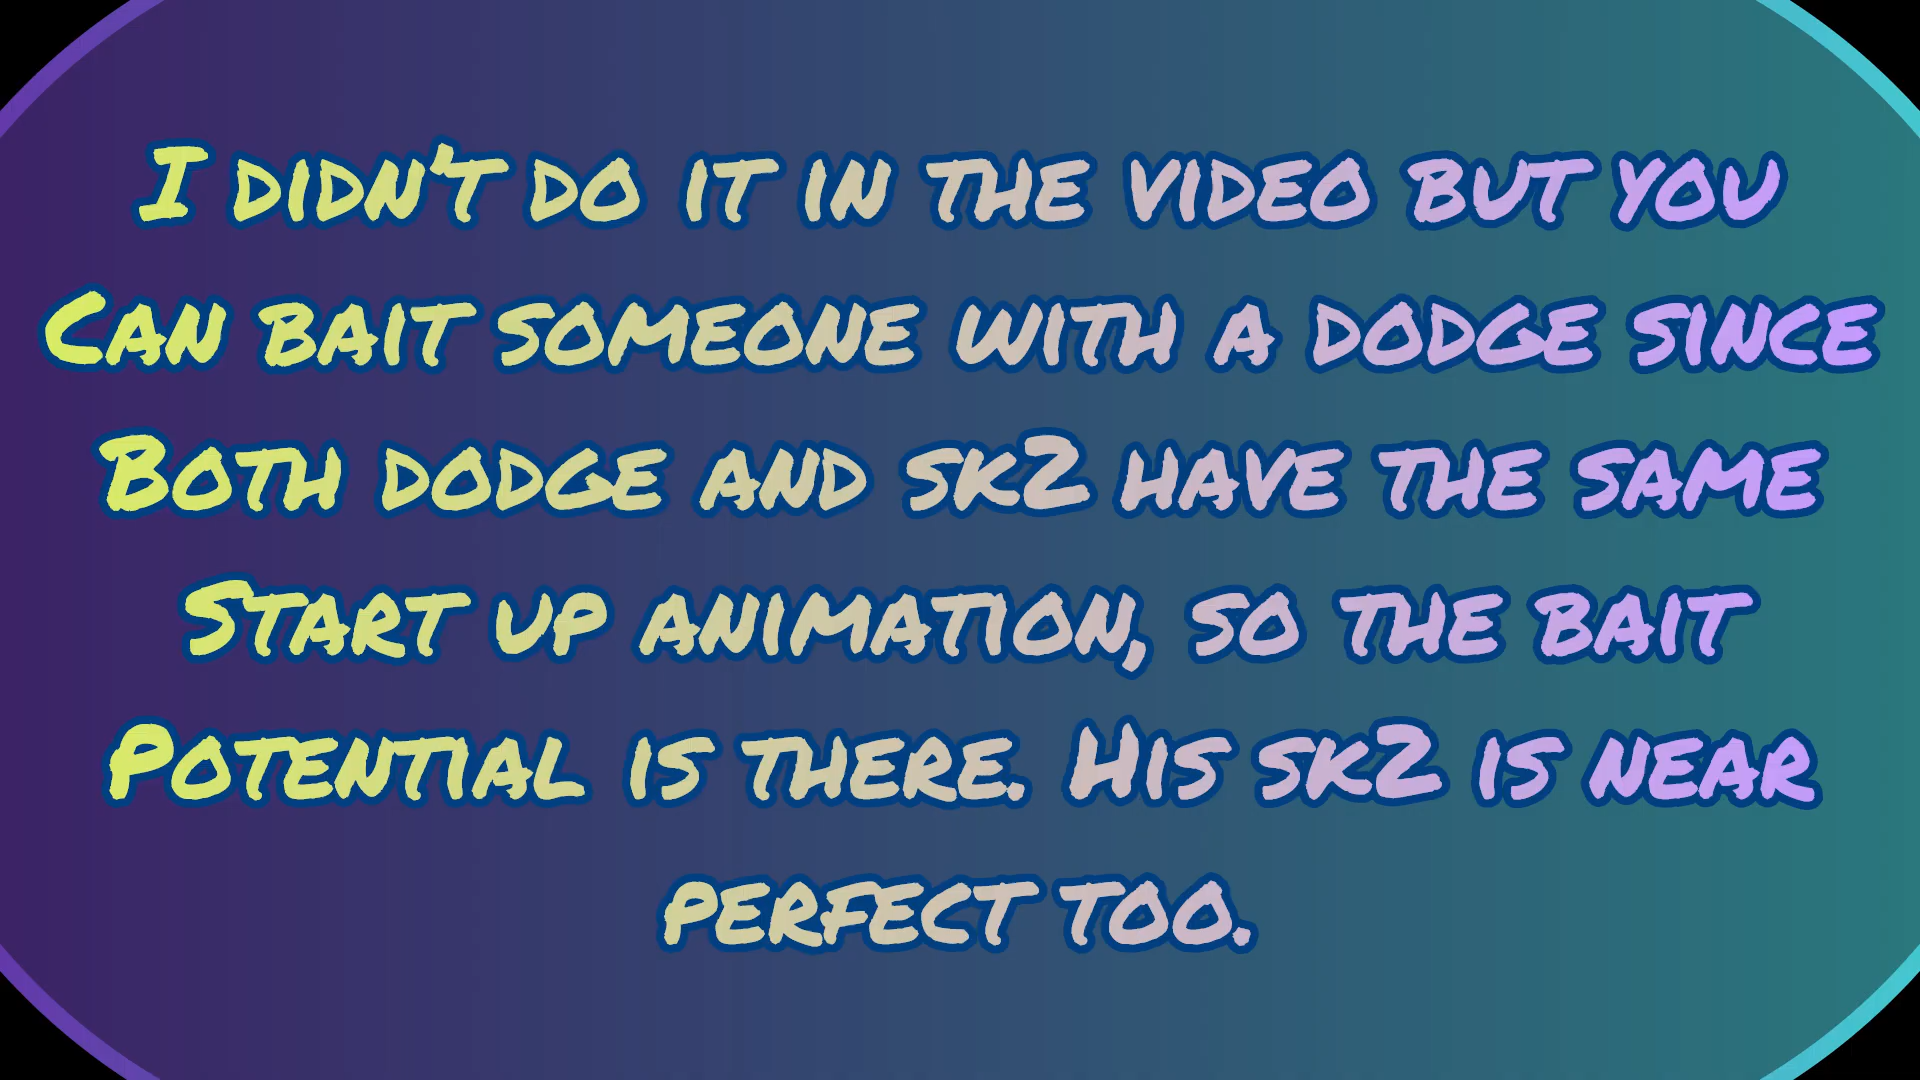 I didn't do it in the video but you
Can bait someone with a dodge since
Both dodge and sk2 have the same
Start up animation, so the bait
Potential is there. His sk2 is near
perfect too.